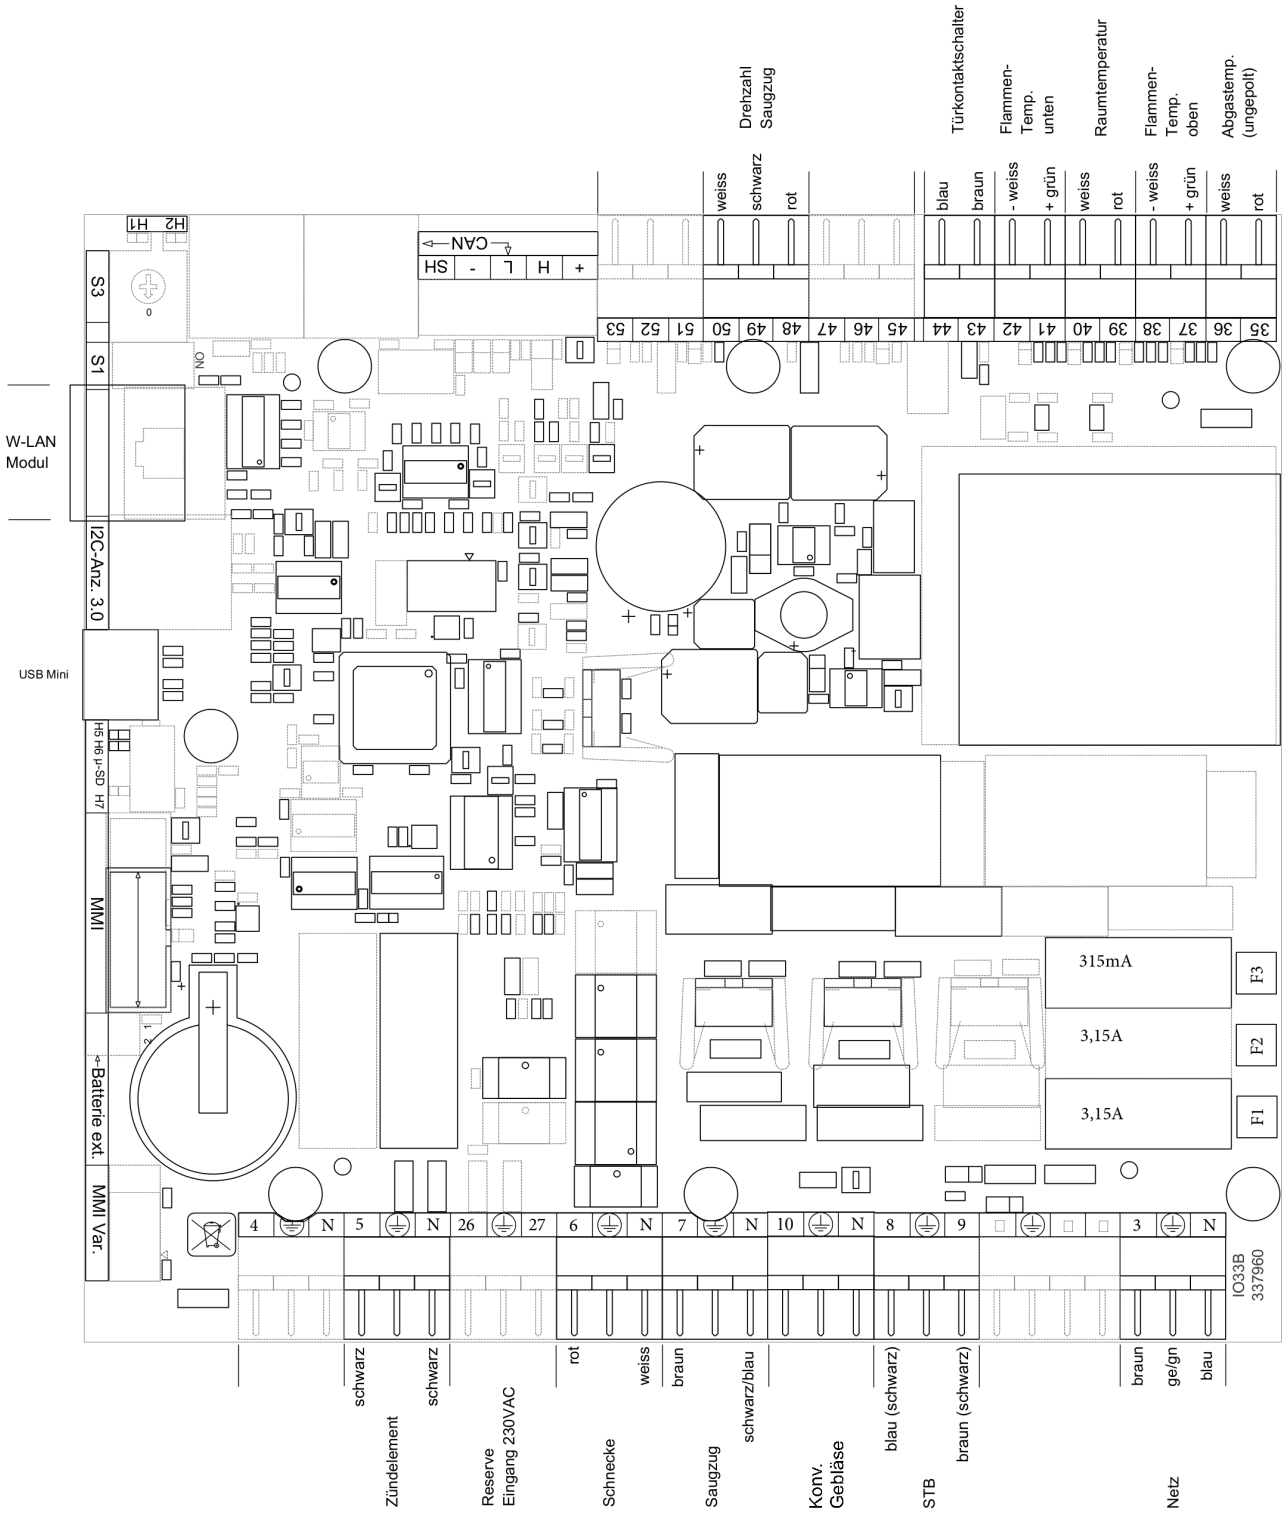 Drehzahl
Saugzug
Türkontaktschalter
Flammen-
Temp.
unten
Raumtemperatur
Flammen-
Temp.
oben
Abgastemp.
(ungepolt)
weiss
schwarz
rot
blau
braun
- weiss
+ grün
weiss
rot
- weiss
+ grün
weiss
rot
H1
H2
CAN
SH
-
L
H
+
53
52
51
50
49
48
47
46
45
44
43
42
41
40
39
38
37
36
35
S3
0
S1
ON
W-LAN
Modul
I2C-Anz. 3.0
USB Mini
H5 H6 µ-SD H7
MMI
2 1
Batterie ext.
MMI Var.
+
+
+
+
+
+
+
+
315mA
F3
3,15A
F2
3,15A
F1
4
N
5
N
26
27
6
N
7
N
10
N
8
9
3
N
IO33B
337960
schwarz
schwarz
rot
weiss
braun
schwarz/blau
blau (schwarz)
braun (schwarz)
braun
ge/gn
blau
Zündelement
Reserve
Eingang 230VAC
Schnecke
Saugzug
Konv.
Gebläse
STB
Netz